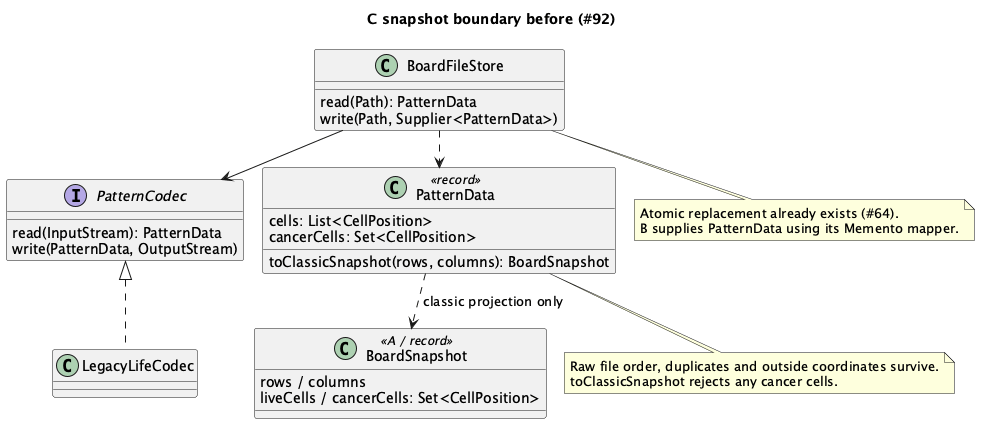 C snapshot boundary before (#92)
C BoardFileStore
read(Path): PatternData
write(Path, Supplier<PatternData>)
I PatternCodec
read(InputStream): PatternData
write(PatternData, OutputStream)
«record»
C PatternData
cells: List<CellPosition>
cancerCells: Set<CellPosition>
toClassicSnapshot(rows, columns): BoardSnapshot
Atomic replacement already exists (#64).
B supplies PatternData using its Memento mapper.
classic projection only
C LegacyLifeCodec
«A / record»
C BoardSnapshot
rows / columns
liveCells / cancerCells: Set<CellPosition>
Raw file order, duplicates and outside coordinates survive.
toClassicSnapshot rejects any cancer cells.